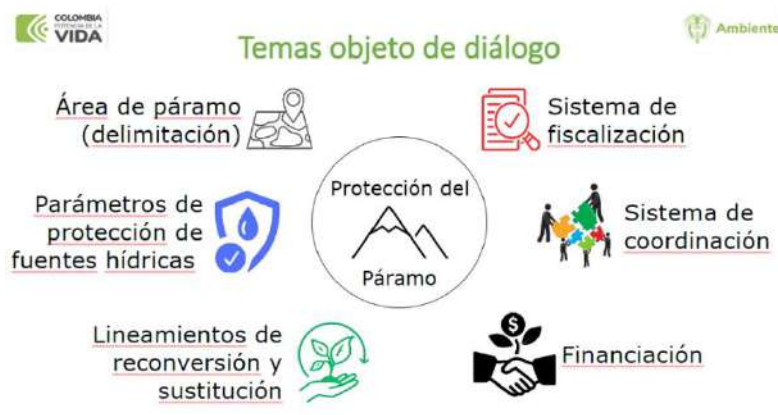 COLOMBIA
POTENCIA DE LA
VIDA
Temas objeto de diálogo
Ambiente
Área de páramo
(delimitación)
Sistema de
fiscalización
Parámetros de
protección de
fuentes hídricas
Protección del
Páramo
Sistema de
coordinación
Lineamientos de
reconversión y
sustitución
$
Financiación